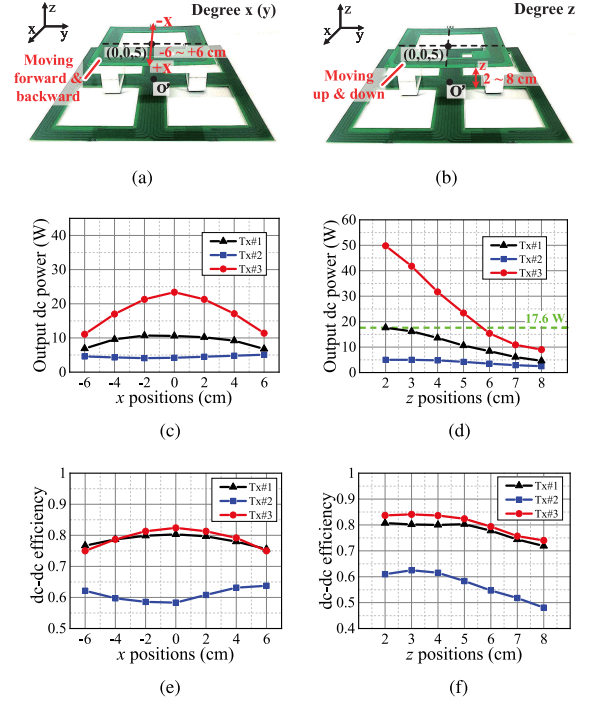 z
x
y
Degree x (y)
-X
(0,0,5)
-6 ~ +6 cm
+X
Moving
forward &
backward
O'
(a)
z
x
y
Degree z
(0,0,5)
z
2 ~ 8 cm
Moving
up & down
O'
(b)
Output dc power (W)
40
30
20
10
0
Tx#1
Tx#2
Tx#3
-6 -4 -2 0 2 4 6
x positions (cm)
(c)
Output dc power (W)
60
50
40
30
20
10
0
Tx#1
Tx#2
Tx#3
17.6 W
2 3 4 5 6 7 8
z positions (cm)
(d)
dc-dc efficiency
1
0.9
0.8
0.7
0.6
0.5
Tx#1
Tx#2
Tx#3
-6 -4 -2 0 2 4 6
x positions (cm)
(e)
dc-dc efficiency
1
0.9
0.8
0.7
0.6
0.5
0.4
Tx#1
Tx#2
Tx#3
2 3 4 5 6 7 8
z positions (cm)
(f)